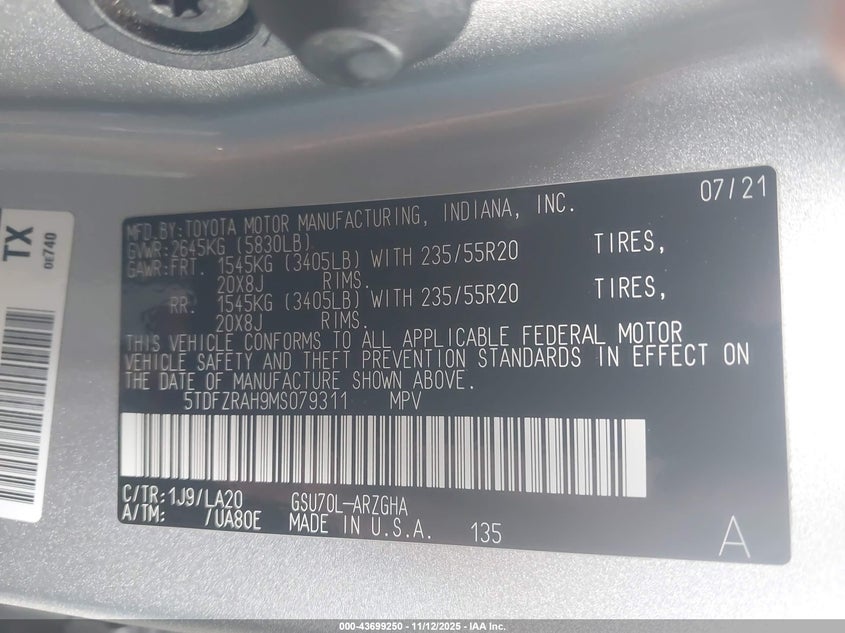 TX
0E740
07/21
MFD.BY:TOYOTA MOTOR MANUFACTURING, INDIANA, INC.
GVWR:2645KG (5830LB)
GAWR:FRT. 1545KG (3405LB) WITH 235/55R20 TIRES,
20X8J RIMS.
RR. 1545KG (3405LB) WITH 235/55R20 TIRES,
20X8J RIMS.
THIS VEHICLE CONFORMS TO ALL APPLICABLE FEDERAL MOTOR
VEHICLE SAFETY AND THEFT PREVENTION STANDARDS IN EFFECT ON
THE DATE OF MANUFACTURE SHOWN ABOVE.
5TDFZRAH9MS079311 MPV
C/TR:1J9/LA20 GSU70L-ARZGHA
A/TM: /UA80E MADE IN U.S.A. 135
A
000-43699250 - 11/12/2025 - IAA Inc.